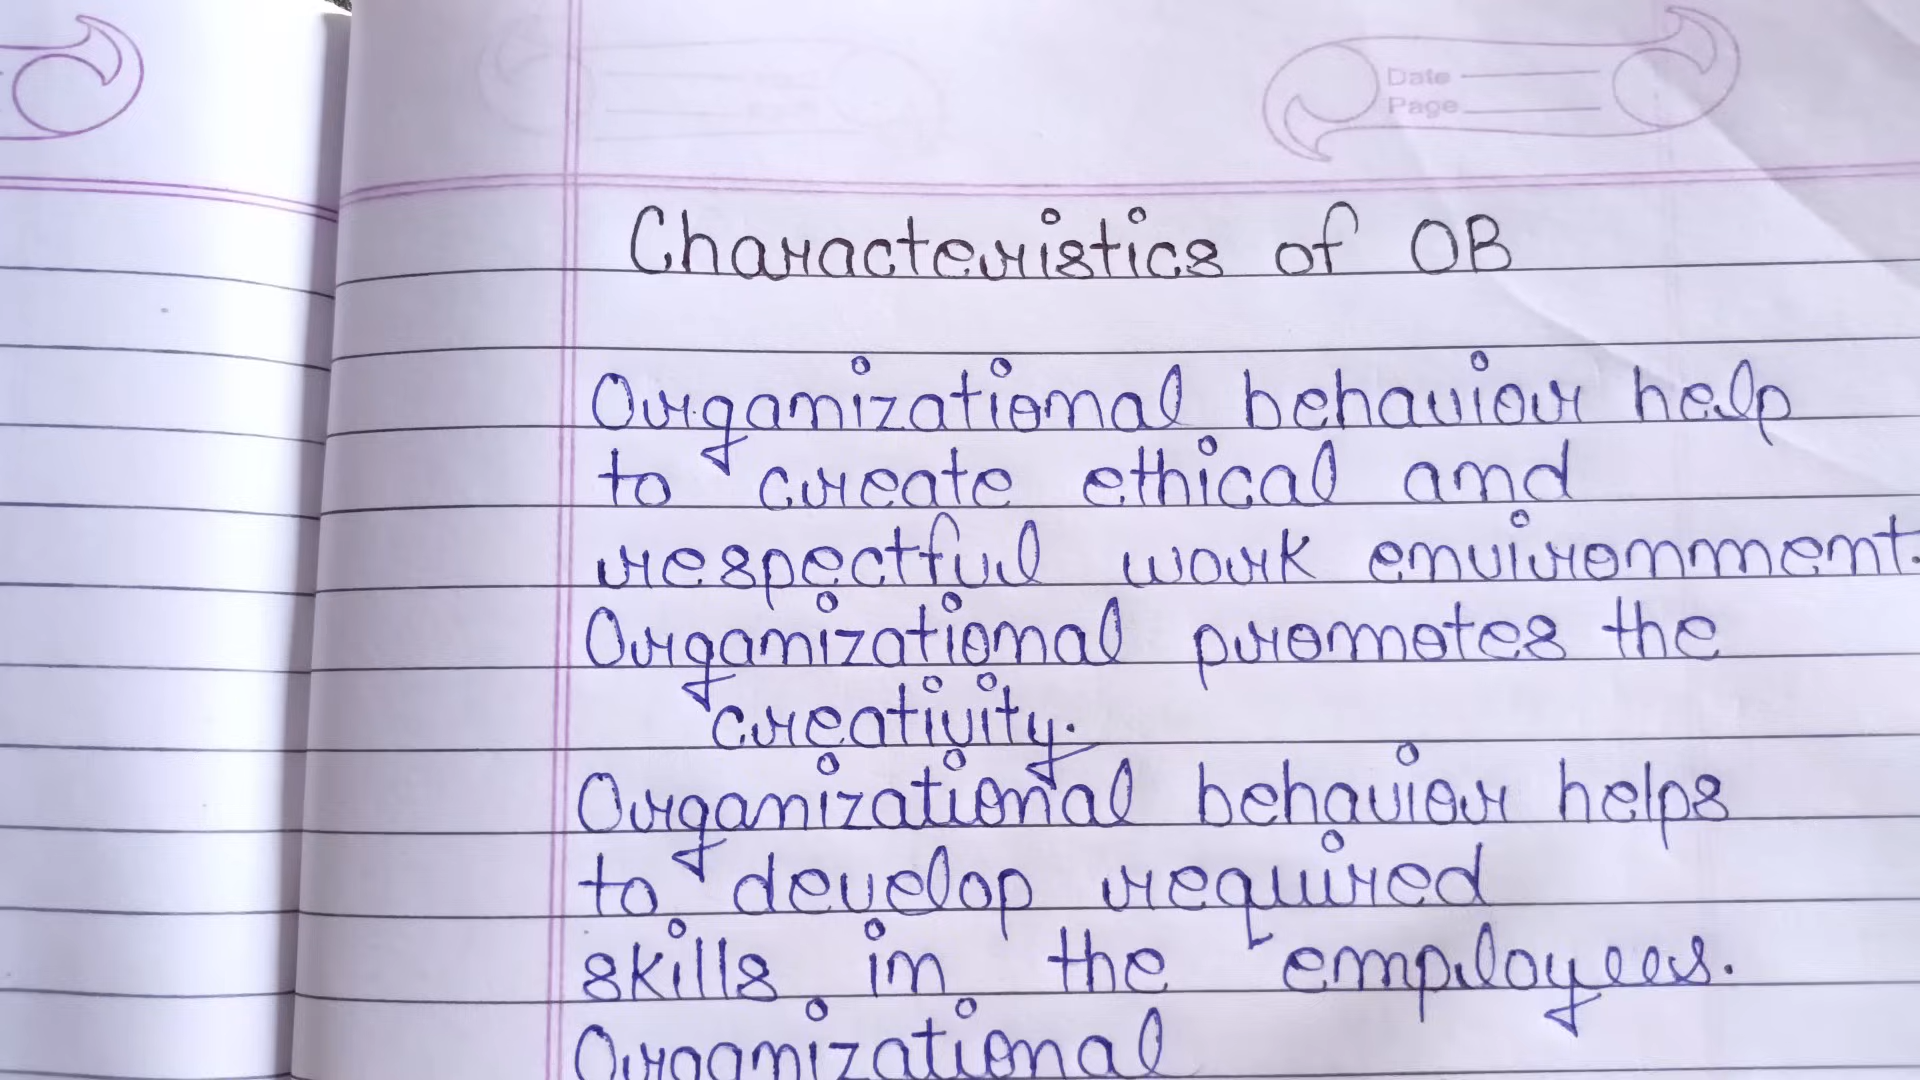 Date
Page
Characteristics of OB
Organizational behaviour help
to create ethical and
respectful work environment.
Organizational promotes the
creativity.
Organizational behaviour helps
to develop required
skills in the employees.
Organizational